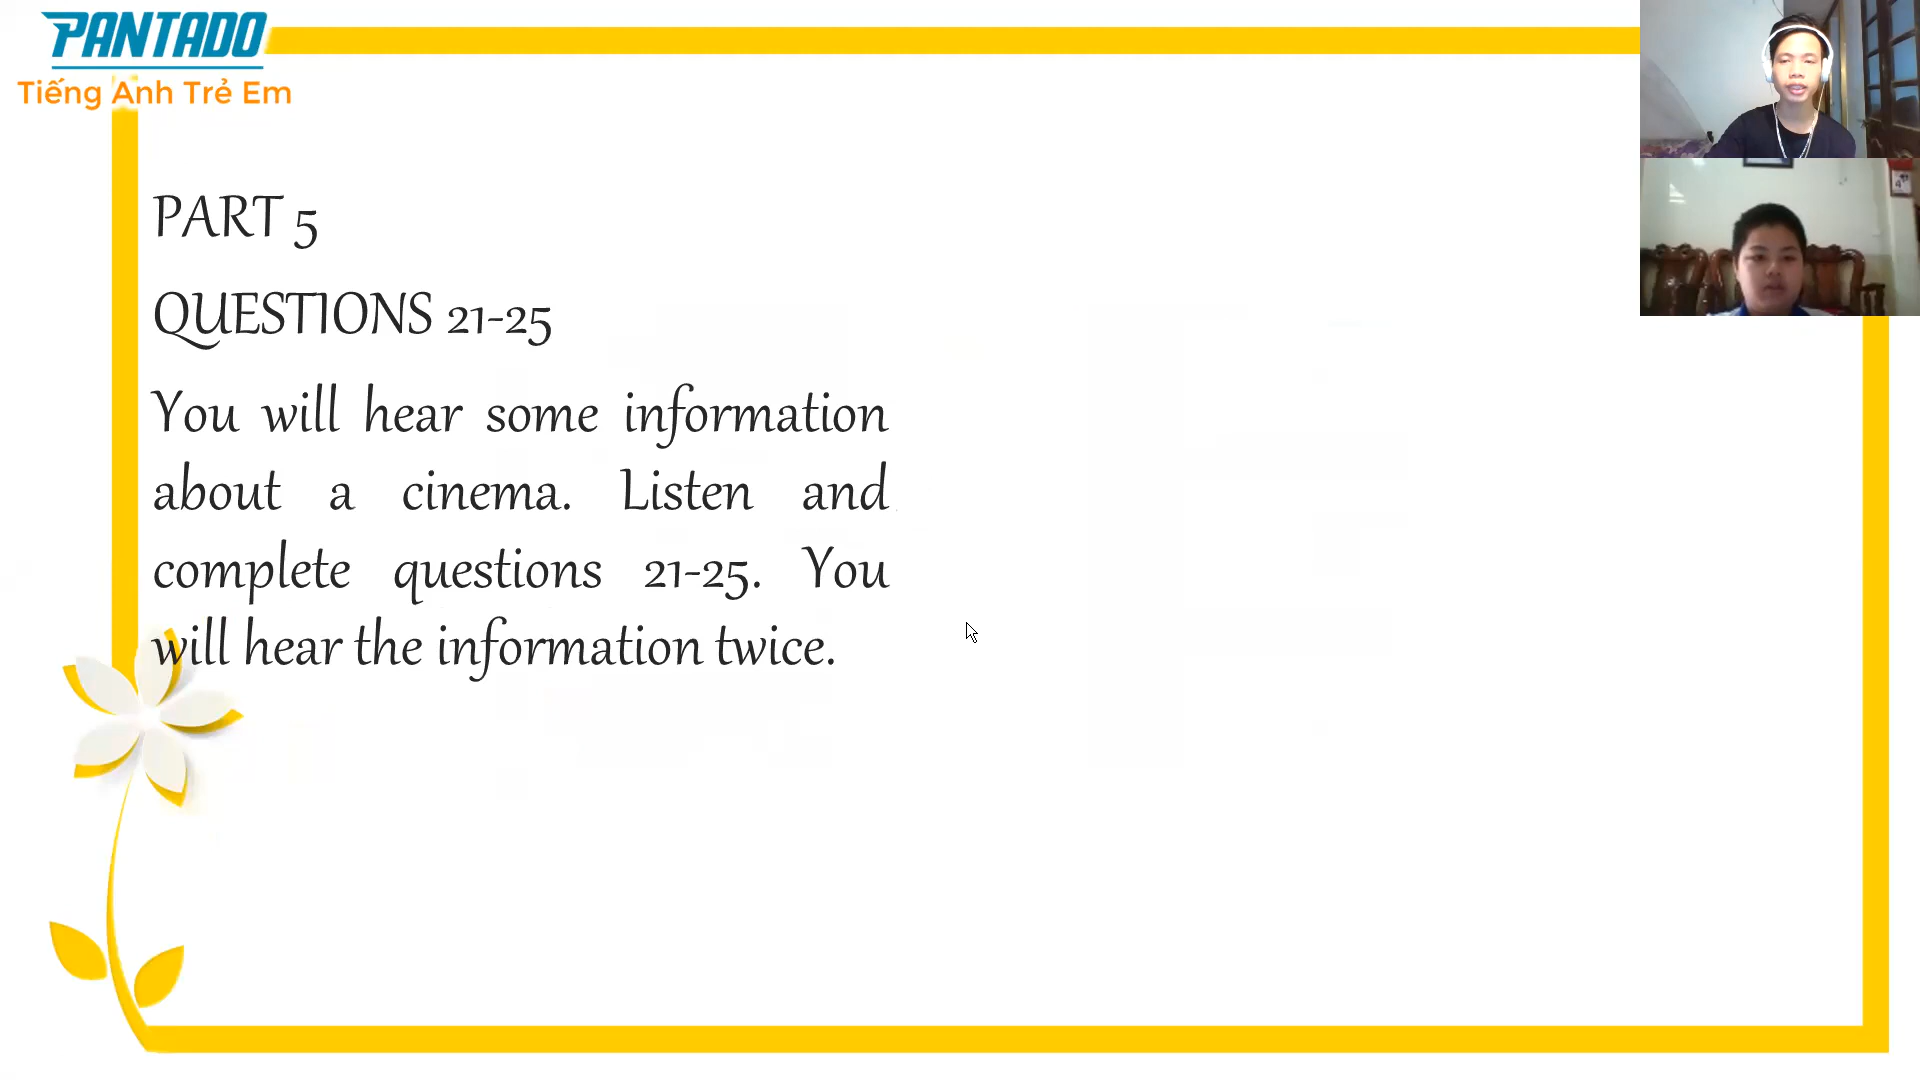 PANTADO
Tiếng Anh Trẻ Em
PART 5
QUESTIONS 21-25
You will hear some information
about a cinema. Listen and
complete questions 21-25. You
will hear the information twice.